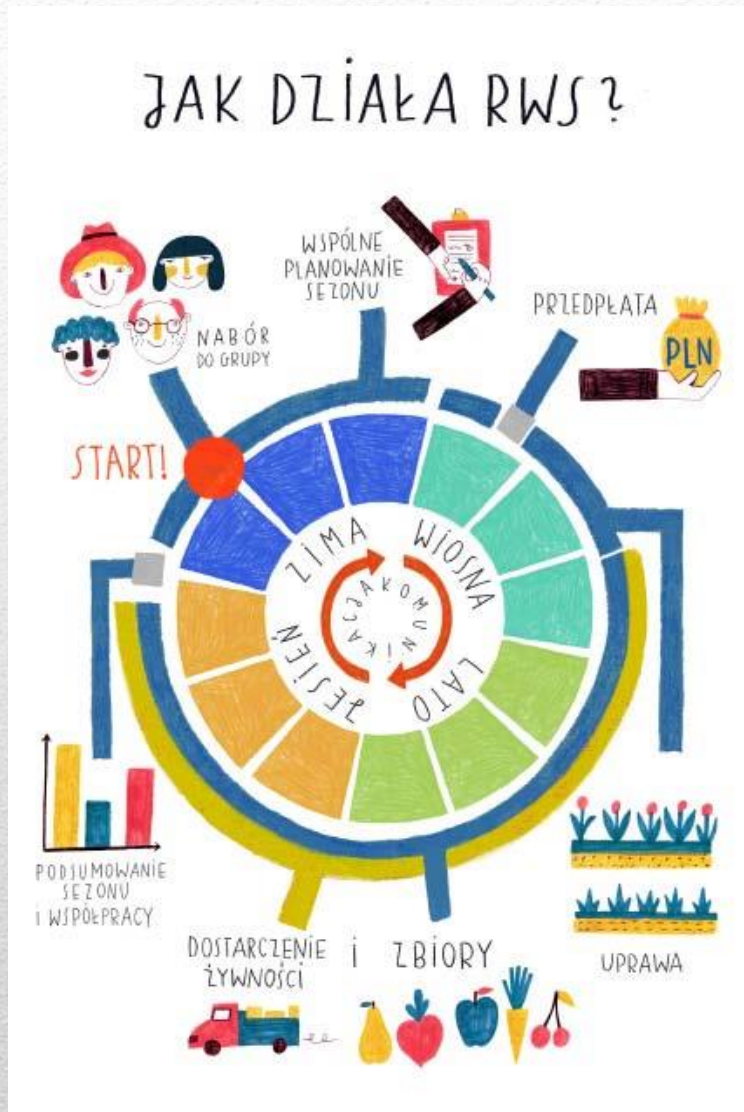 JAK DZIAŁA RWS?
WSPÓLNE
PLANOWANIE
SEZONU
PRZEDPŁATA
PLN
NABÓR
DO GRUPY
START!
ZIMA
WIOSNA
LATO
JESIEŃ
KOMUNIKACJA
PODSUMOWANIE
SEZONU
I WSPÓŁPRACY
DOSTARCZENIE i ZBIORY
ŻYWNOŚCI
UPRAWA